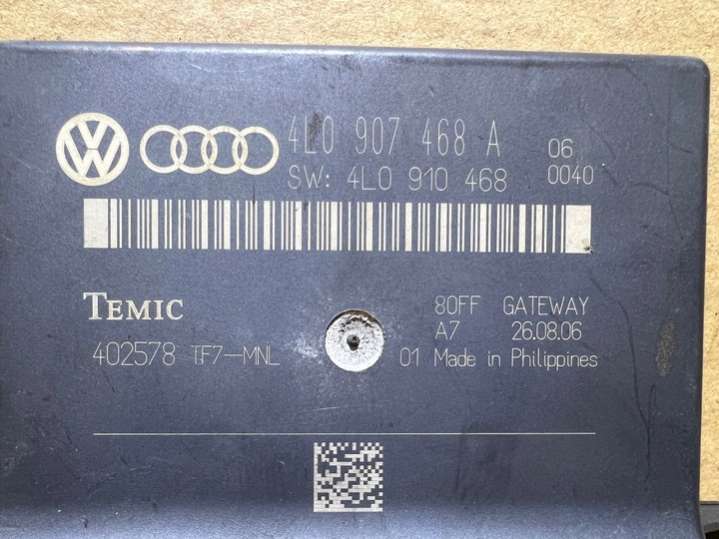 4L0 907 468 A 06
SW: 4L0 910 468 0040
TEMIC 80FF GATEWAY
A7 26.08.06
402578 TF7-MNL 01 Made in Philippines